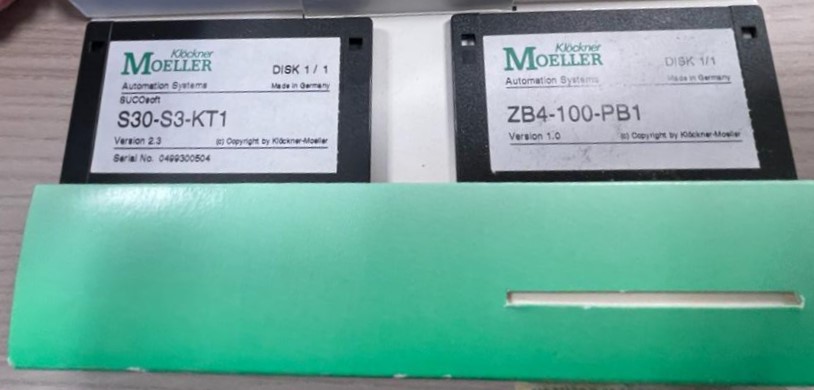 Klöckner
MOELLER
DISK 1 / 1
Automation Systems
Made in Germany
SUCOsoft
S30-S3-KT1
Version 2.3
(c) Copyright by Klöckner-Moeller
Serial No. 0499300504
Klöckner
MOELLER
DISK 1/1
Automation Systems
Made in Germany
ZB4-100-PB1
Version 1.0
(c) Copyright by Klöckner-Moeller